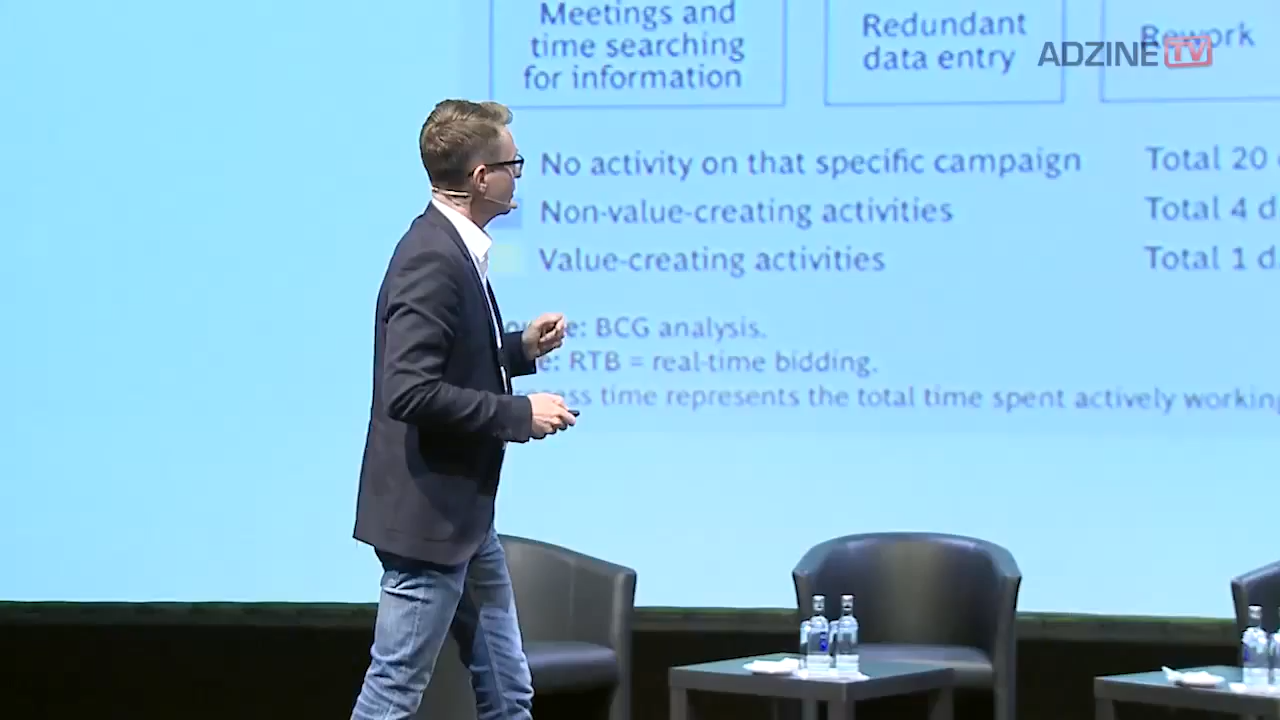 Meetings and
time searching
for information
Redundant
data entry
Rework
ADZINE TV
No activity on that specific campaign
Total 20
Non-value-creating activities
Total 4 d
Value-creating activities
Total 1 d
BCG analysis.
RTB = real-time bidding.
time represents the total time spent actively working